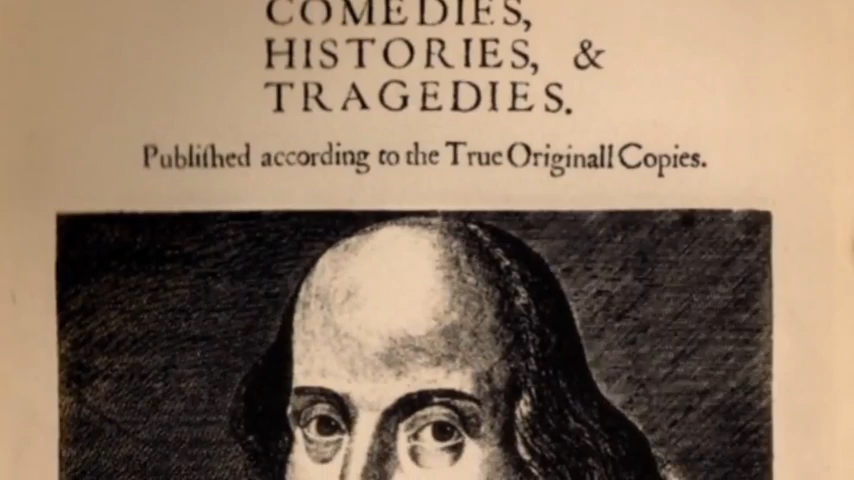 COMEDIES,
HISTORIES, &
TRAGEDIES.
Publiſhed according to the True Originall Copies.